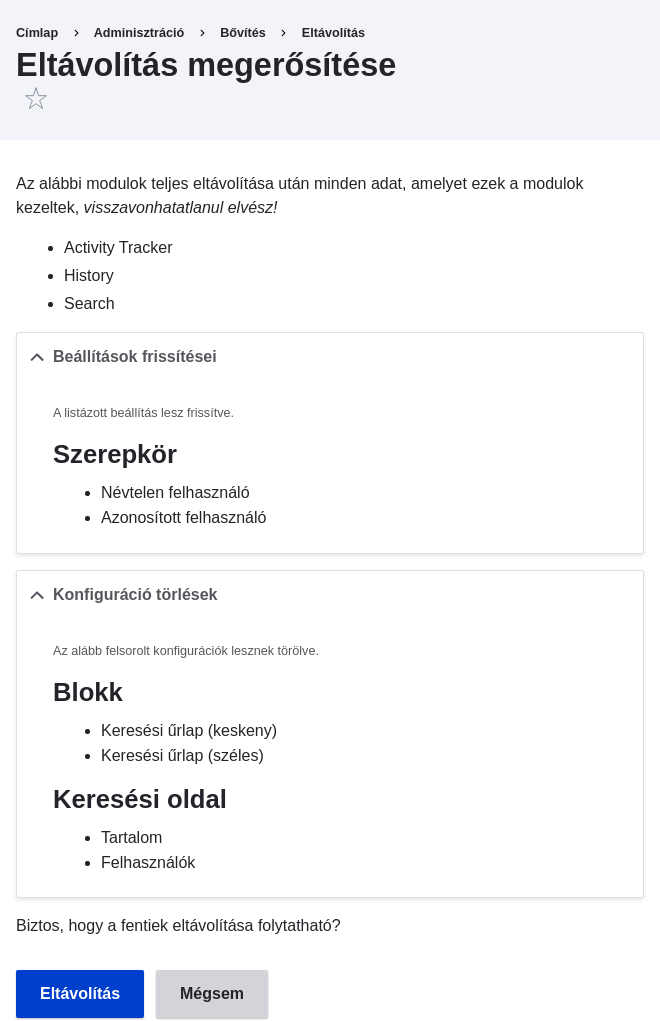 Címlap > Adminisztráció > Bővítés > Eltávolítás
Eltávolítás megerősítése
Az alábbi modulok teljes eltávolítása után minden adat, amelyet ezek a modulok
kezeltek, visszavonhatatlanul elvész!
Activity Tracker
History
Search
Beállítások frissítései
A listázott beállítás lesz frissítve.
Szerepkör
Névtelen felhasználó
Azonosított felhasználó
Konfiguráció törlések
Az alább felsorolt konfigurációk lesznek törölve.
Blokk
Keresési űrlap (keskeny)
Keresési űrlap (széles)
Keresési oldal
Tartalom
Felhasználók
Biztos, hogy a fentiek eltávolítása folytatható?
Eltávolítás Mégsem